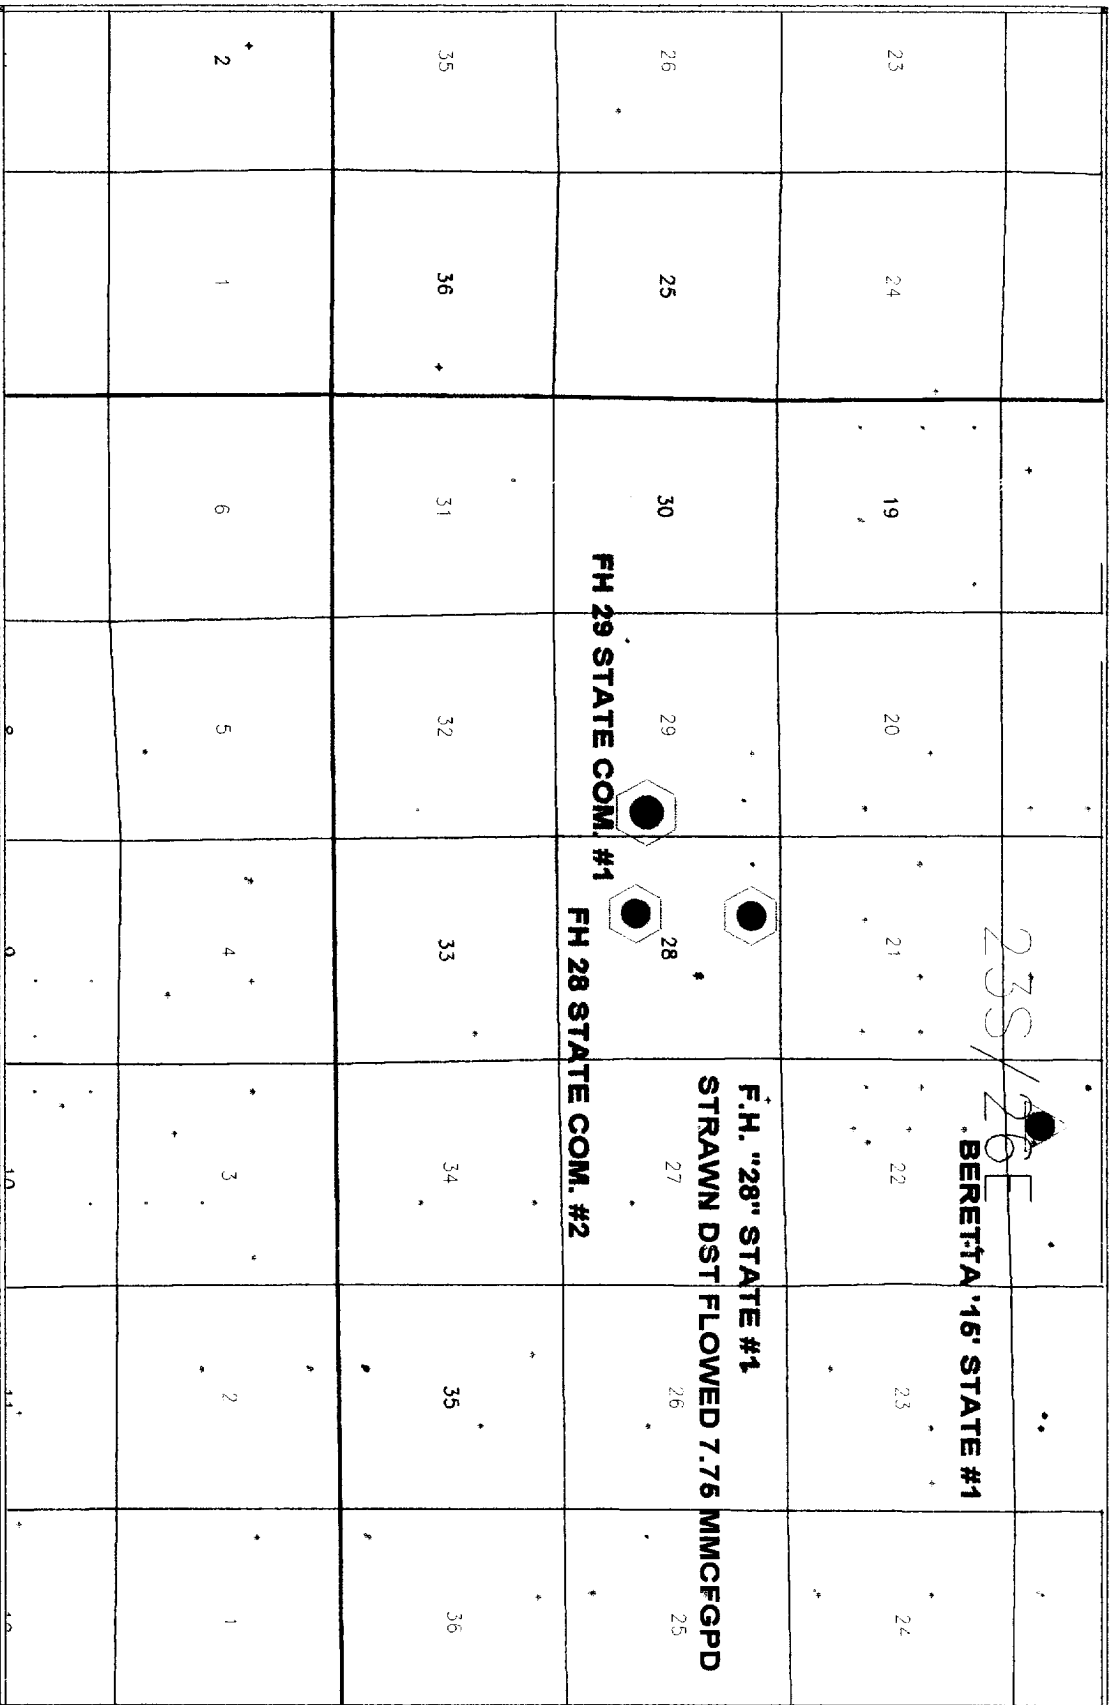 23S/26E
BERETTA '15' STATE #1
23 24 19 20 21 22 23 24
F.H. "28" STATE #1
STRAWN DST FLOWED 7.75 MMCFGPD
26 25 30 29 28 27 26 25
FH 29 STATE COM. #1
FH 28 STATE COM. #2
35 36 31 32 33 34 35 36
2 1 6 5 4 3 2 1